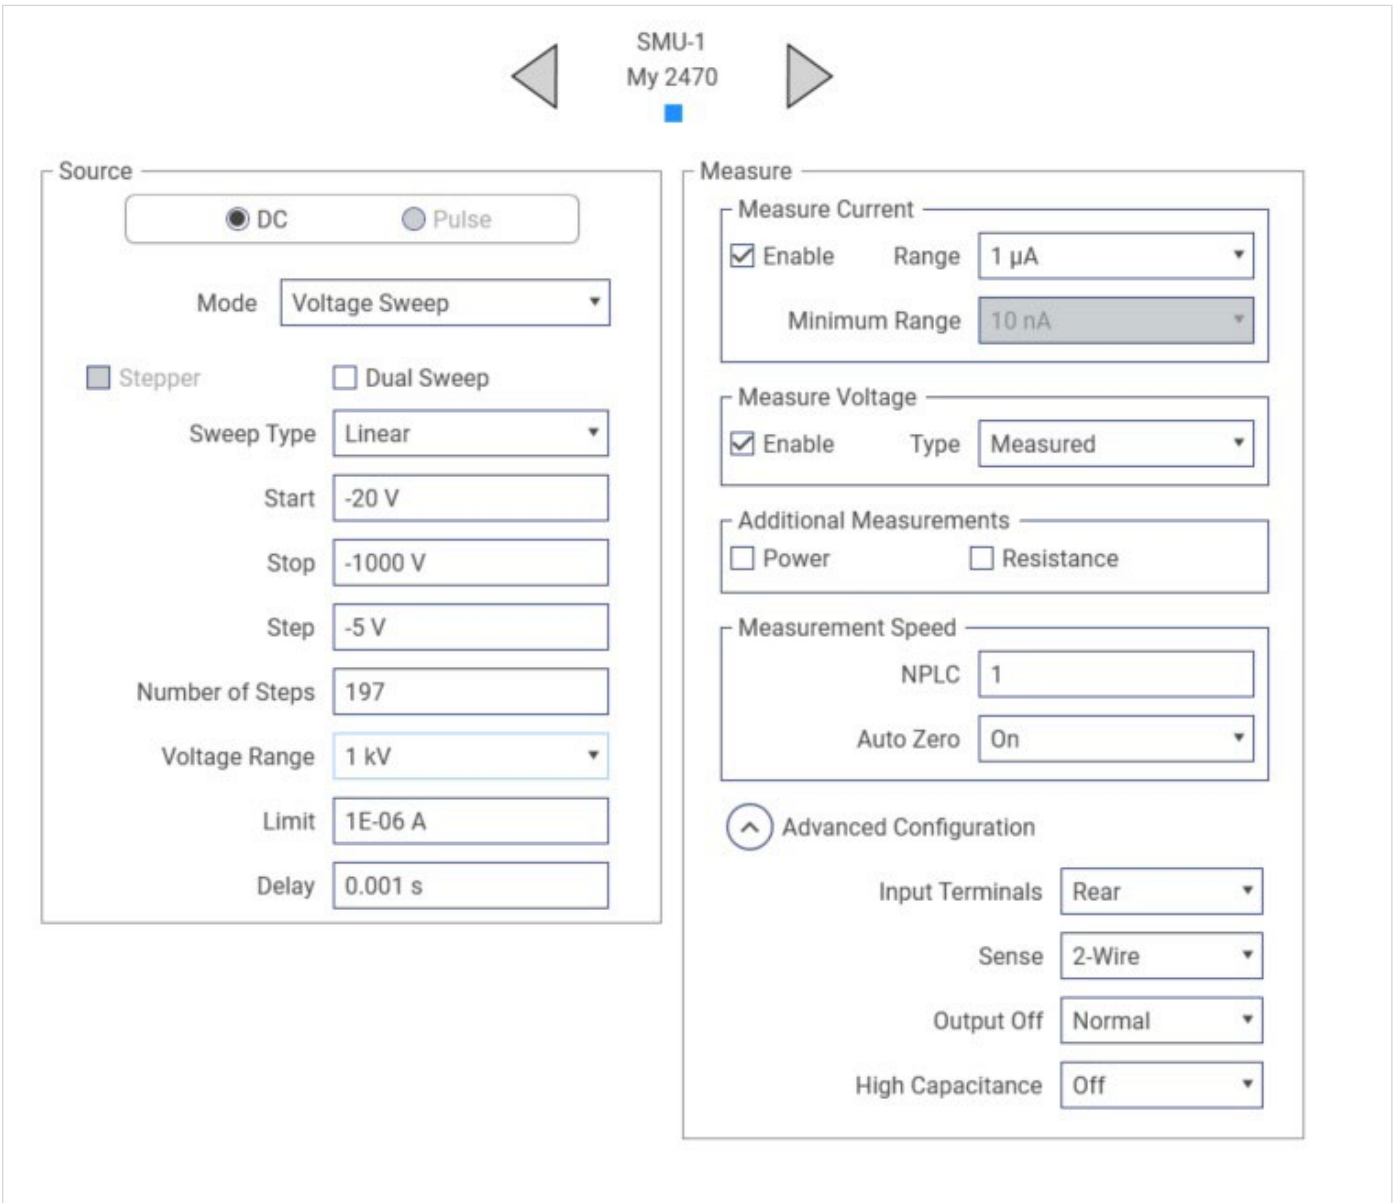 SMU-1
My 2470
Source
DC Pulse
Mode Voltage Sweep
Stepper Dual Sweep
Sweep Type Linear
Start -20 V
Stop -1000 V
Step -5 V
Number of Steps 197
Voltage Range 1 kV
Limit 1E-06 A
Delay 0.001 s
Measure
Measure Current
Enable Range 1 µA
Minimum Range 10 nA
Measure Voltage
Enable Type Measured
Additional Measurements
Power Resistance
Measurement Speed
NPLC 1
Auto Zero On
Advanced Configuration
Input Terminals Rear
Sense 2-Wire
Output Off Normal
High Capacitance Off